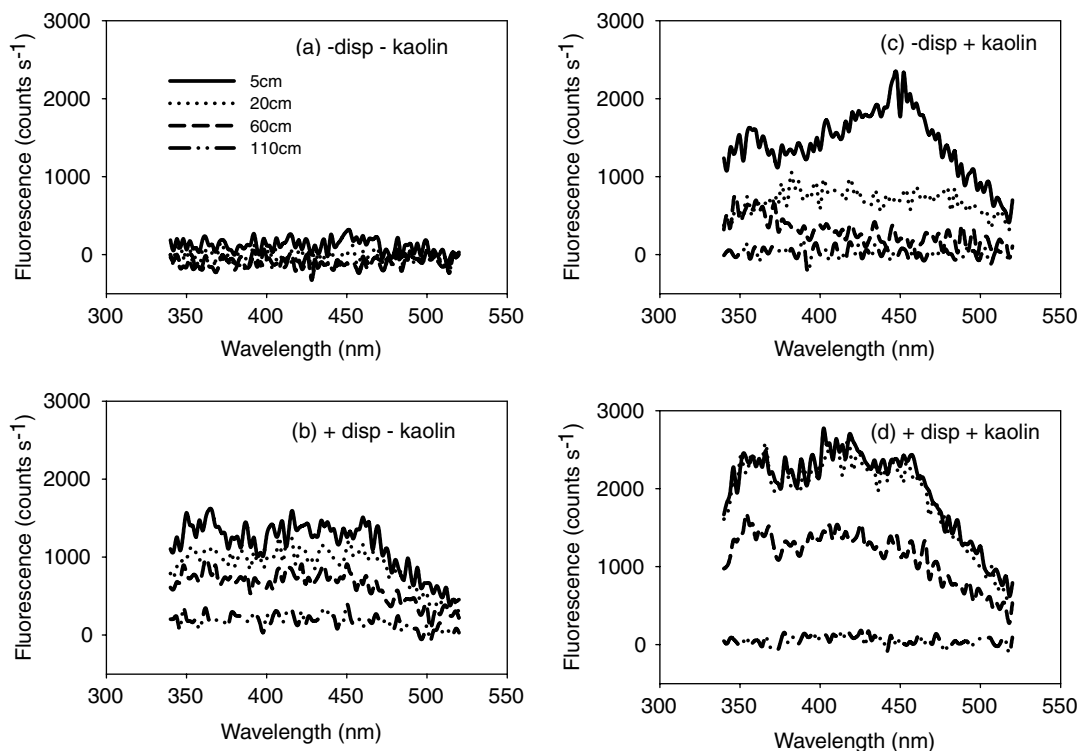 3000
2000
1000
0
300 350 400 450 500 550
Fluorescence (counts s⁻¹)
Wavelength (nm)
(a) -disp - kaolin
5cm
20cm
60cm
110cm
3000
2000
1000
0
300 350 400 450 500 550
Fluorescence (counts s⁻¹)
Wavelength (nm)
(c) -disp + kaolin
3000
2000
1000
0
300 350 400 450 500 550
Fluorescence (counts s⁻¹)
Wavelength (nm)
(b) + disp - kaolin
3000
2000
1000
0
300 350 400 450 500 550
Fluorescence (counts s⁻¹)
Wavelength (nm)
(d) + disp + kaolin